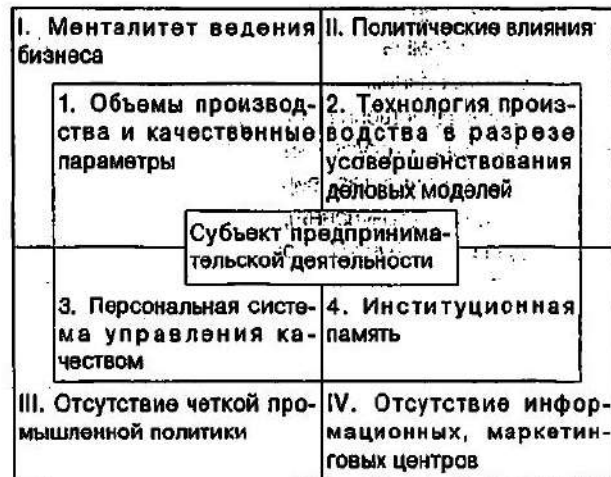 I. Менталитет ведения
бизнеса
II. Политические влияния
1. Объемы производ-
ства и качественные
параметры
2. Технология произ-
водства в разрезе
усовершенствования
деловых моделей
Субъект предпринима-
тельской деятельности
3. Персональная систе-
ма управления ка-
чеством
4. Институционная
память
III. Отсутствие четкой про-
мышленной политики
IV. Отсутствие инфор-
мационных, маркетин-
говых центров